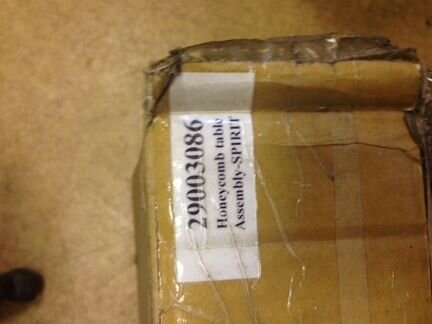 29003086
Honeycomb table
Assembly-SPIRIT